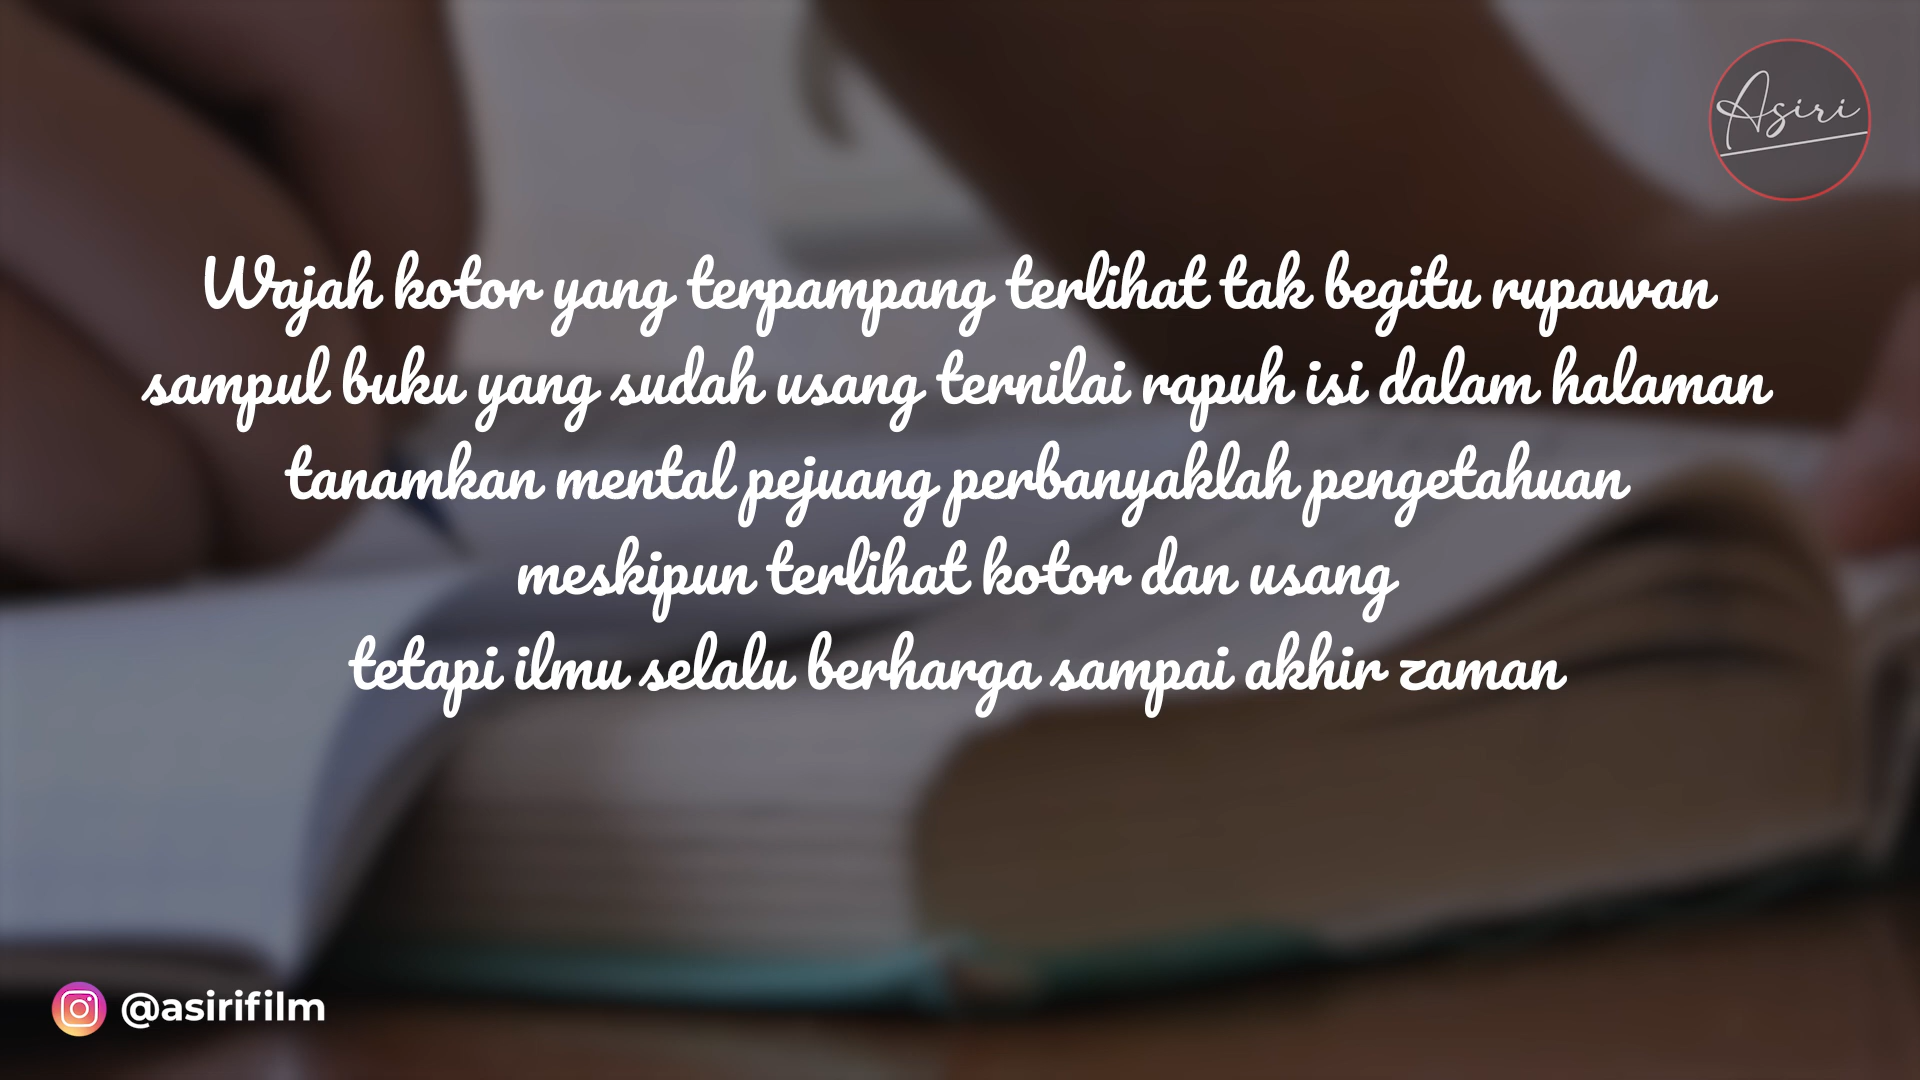 Asiri
Wajah kotor yang terpampang terlihat tak begitu rupawan
sampul buku yang sudah usang ternilai rapuh isi dalam halaman
tanamkan mental pejuang perbanyaklah pengetahuan
meskipun terlihat kotor dan usang
tetapi ilmu selalu berharga sampai akhir zaman
@asirifilm